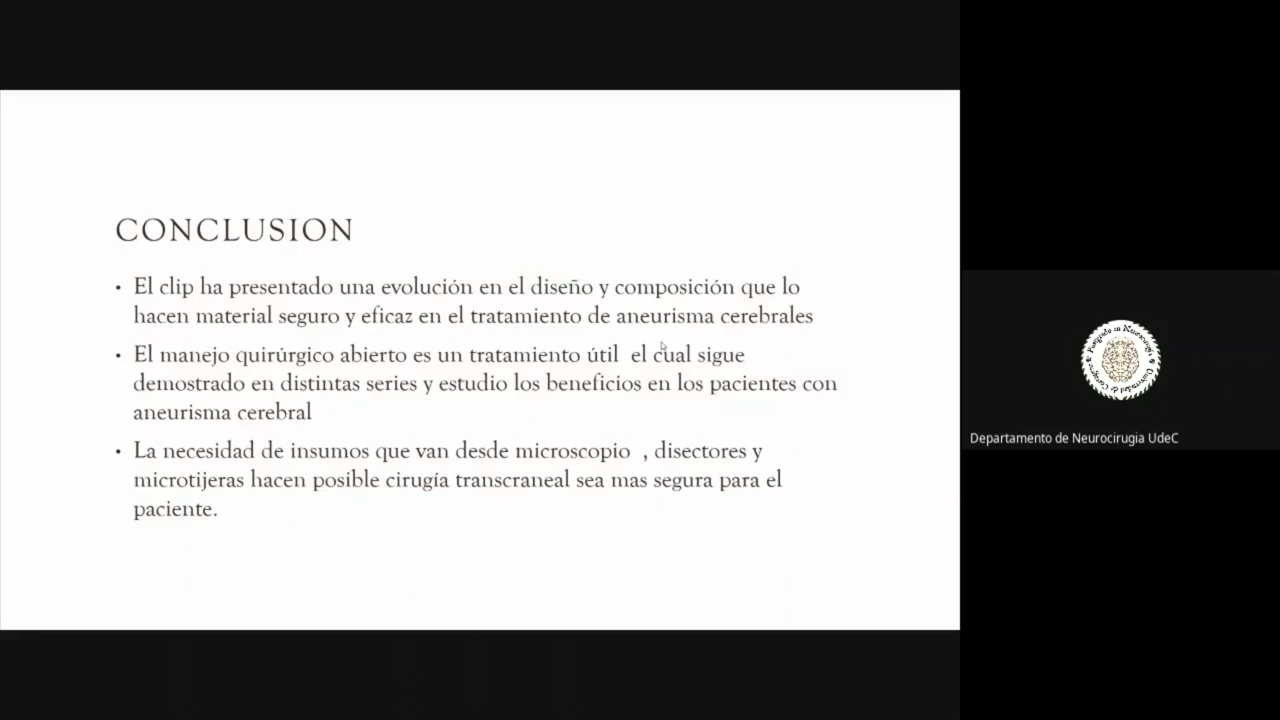 CONCLUSION
• El clip ha presentado una evolución en el diseño y composición que lo
hacen material seguro y eficaz en el tratamiento de aneurisma cerebrales
• El manejo quirúrgico abierto es un tratamiento útil  el cual sigue
demostrado en distintas series y estudio los beneficios en los pacientes con
aneurisma cerebral
• La necesidad de insumos que van desde microscopio  , disectores y
microtijeras hacen posible cirugía transcraneal sea mas segura para el
paciente.
Departamento de Neurocirugia UdeC